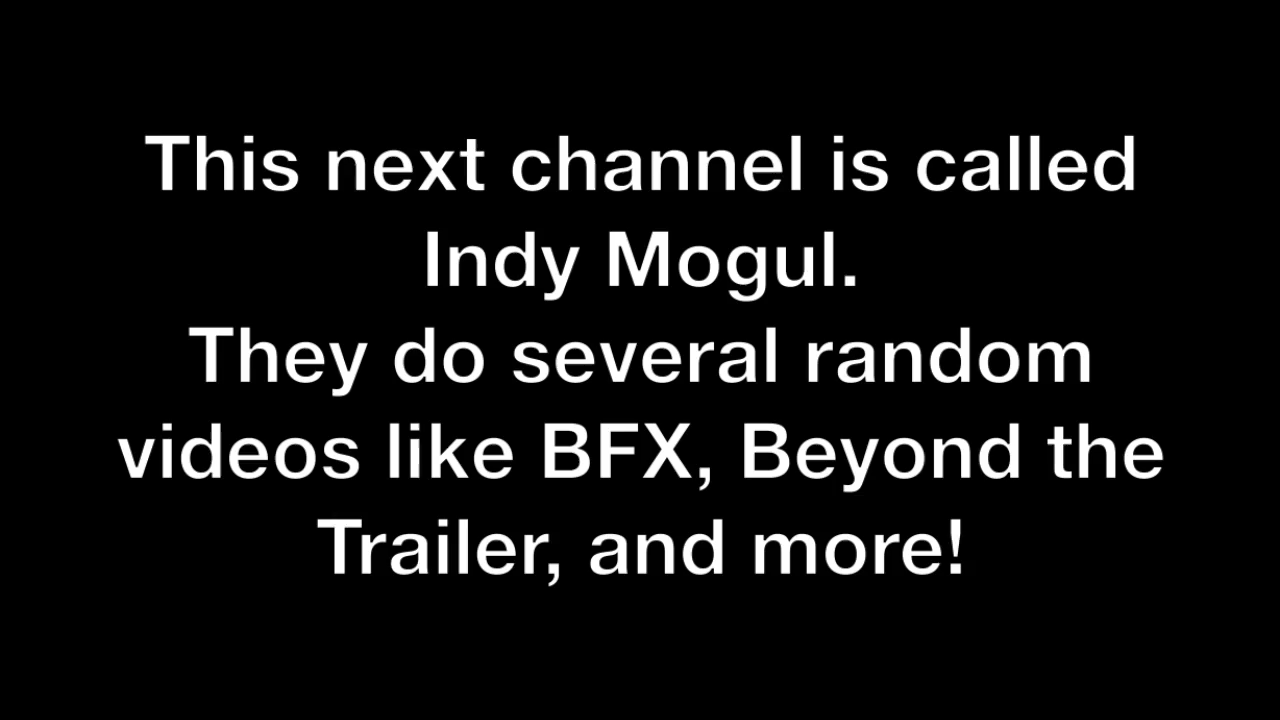 This next channel is called
Indy Mogul.
They do several random
videos like BFX, Beyond the
Trailer, and more!